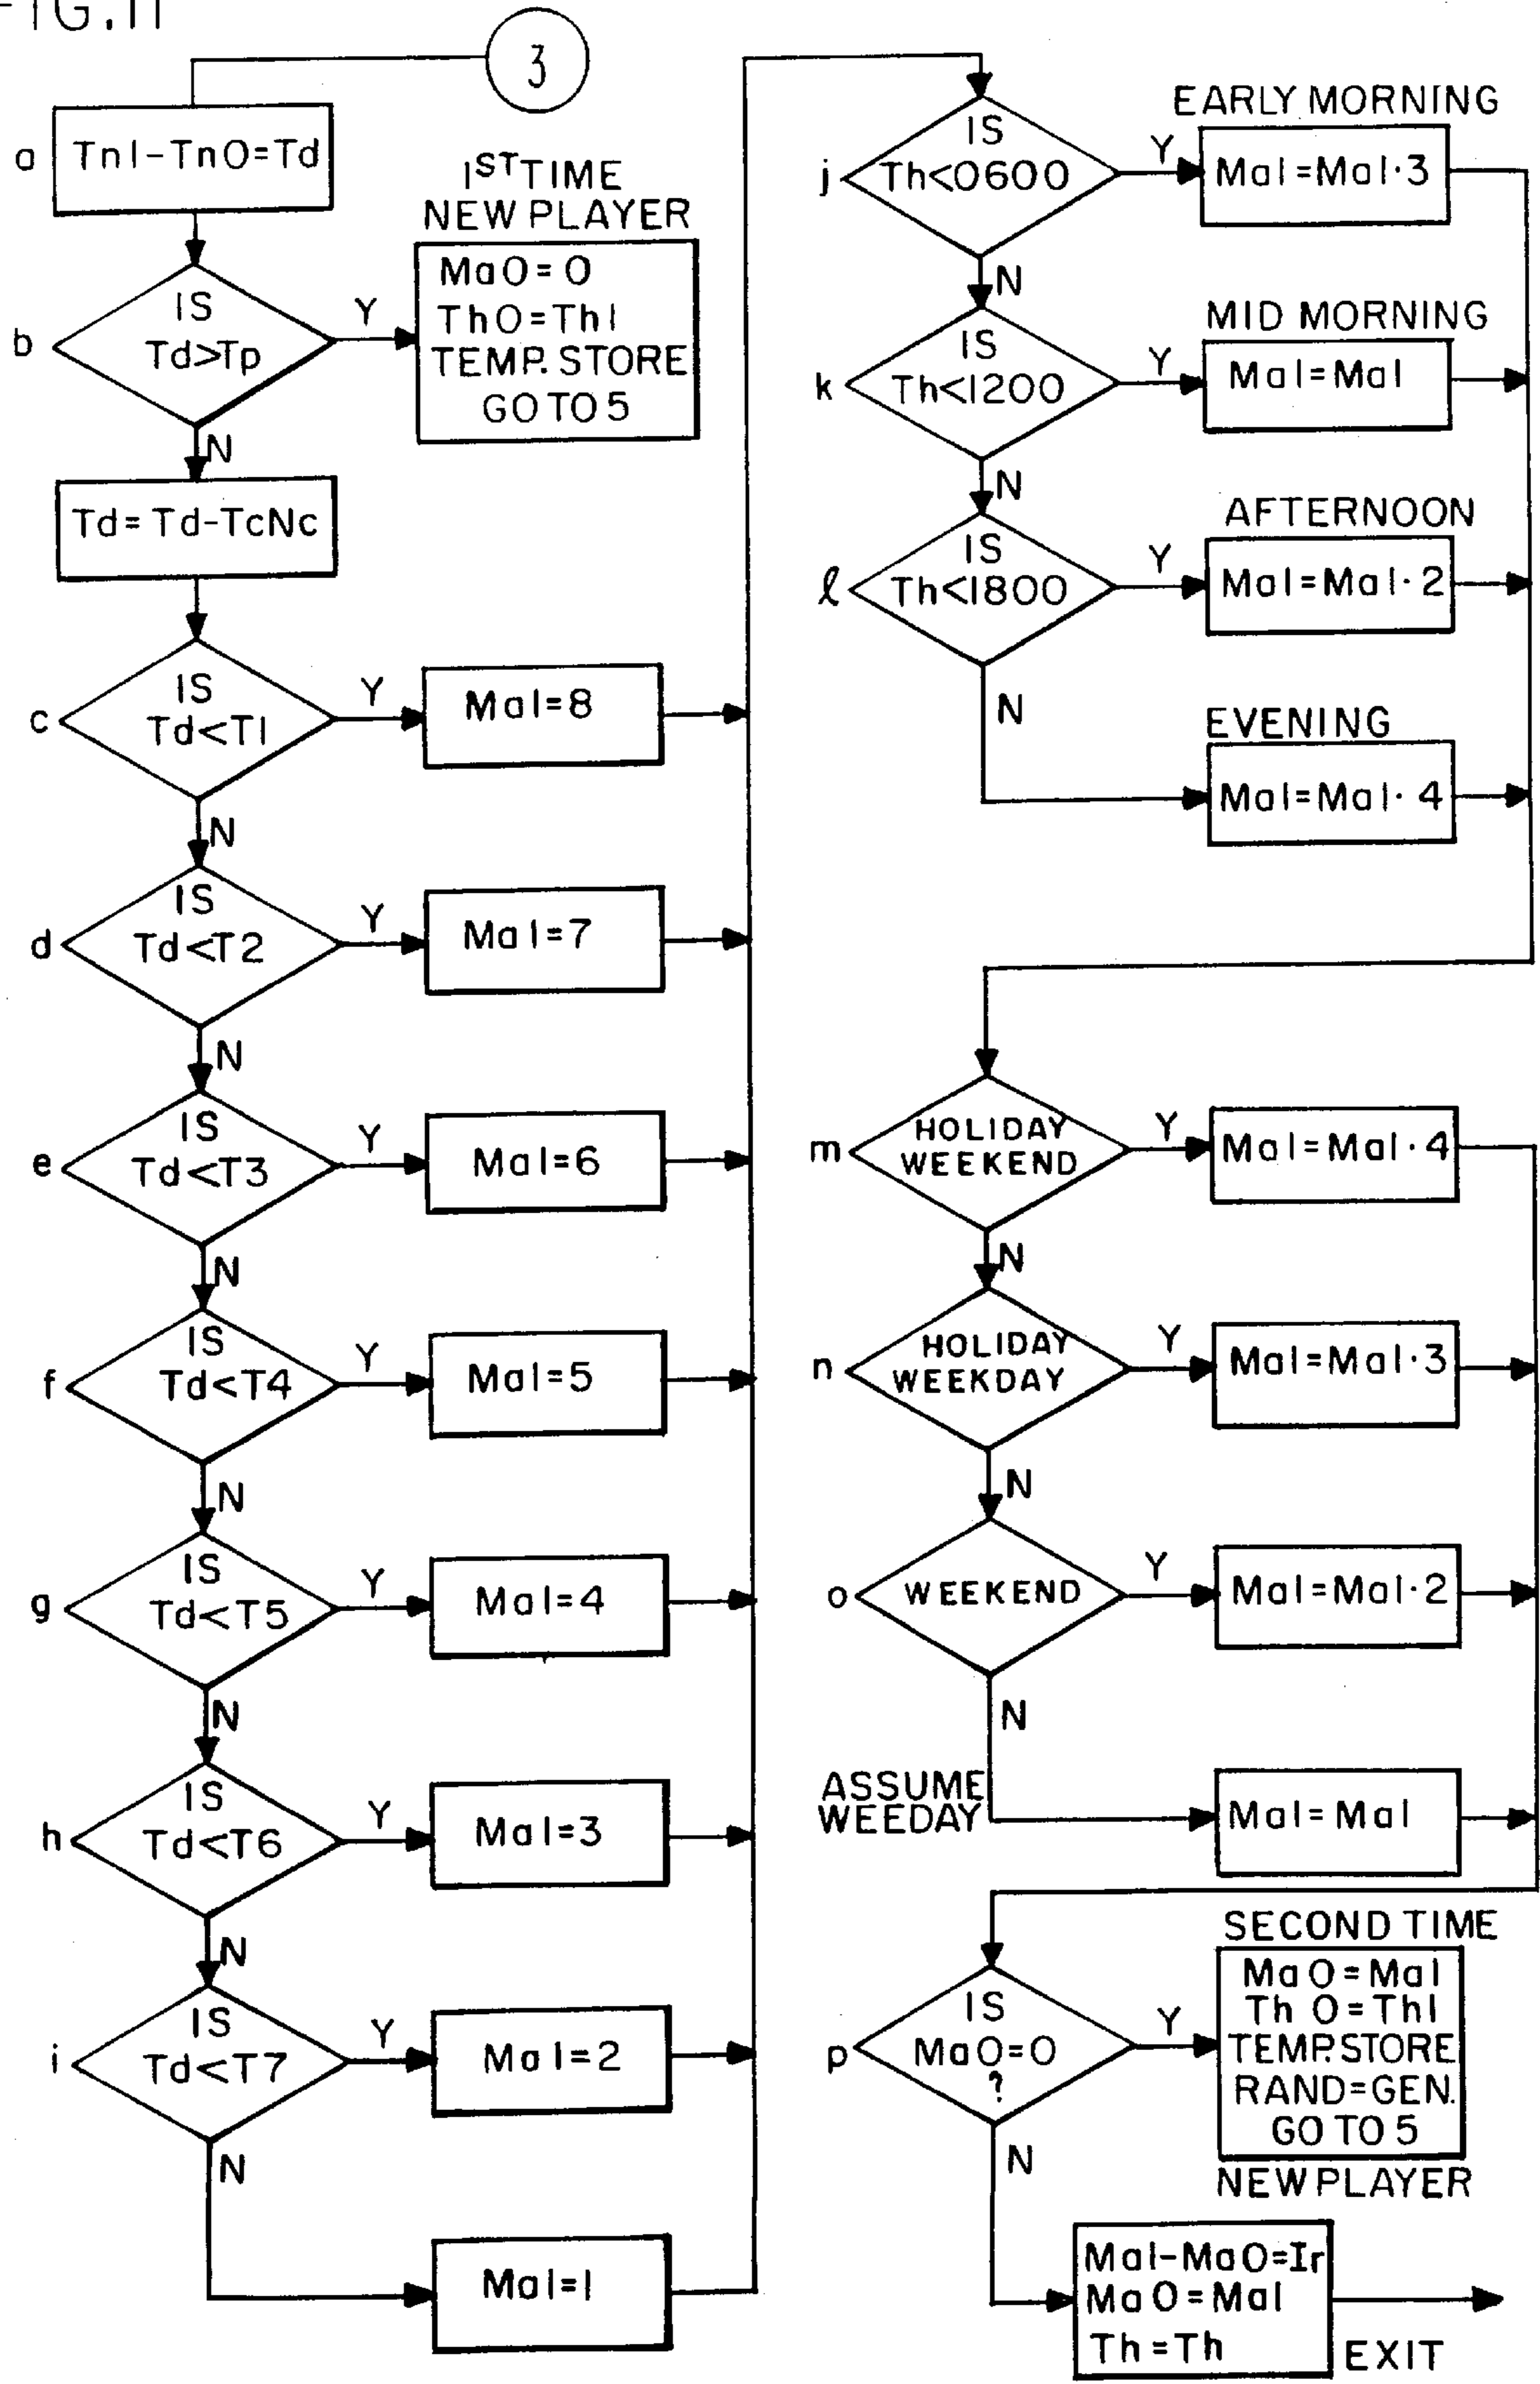 FIG. 11
3
a
Tn1-Tn0=Td
1ST TIME
NEW PLAYER
Ma0=0
Th0=Th1
TEMP. STORE
GO TO 5
b
IS
Td>Tp
Y
N
Td=Td-TcNc
c
IS
Td<T1
Y
Ma1=8
N
d
IS
Td<T2
Y
Ma1=7
N
e
IS
Td<T3
Y
Ma1=6
N
f
IS
Td<T4
Y
Ma1=5
N
g
IS
Td<T5
Y
Ma1=4
N
h
IS
Td<T6
Y
Ma1=3
N
i
IS
Td<T7
Y
Ma1=2
N
Ma1=1
j
IS
Th<0600
Y
EARLY MORNING
Ma1=Ma1·3
N
k
IS
Th<1200
Y
MID MORNING
Ma1=Ma1
N
l
IS
Th<1800
Y
AFTERNOON
Ma1=Ma1·2
N
EVENING
Ma1=Ma1·4
m
HOLIDAY
WEEKEND
Y
Ma1=Ma1·4
N
n
HOLIDAY
WEEKDAY
Y
Ma1=Ma1·3
N
o
WEEKEND
Y
Ma1=Ma1·2
N
ASSUME
WEEDAY
Ma1=Ma1
p
IS
Ma0=0
?
Y
SECOND TIME
Ma0=Ma1
Th0=Th1
TEMP. STORE
RAND=GEN.
GO TO 5
NEW PLAYER
N
Ma1-Ma0=Ir
Ma0=Ma1
Th=Th
EXIT